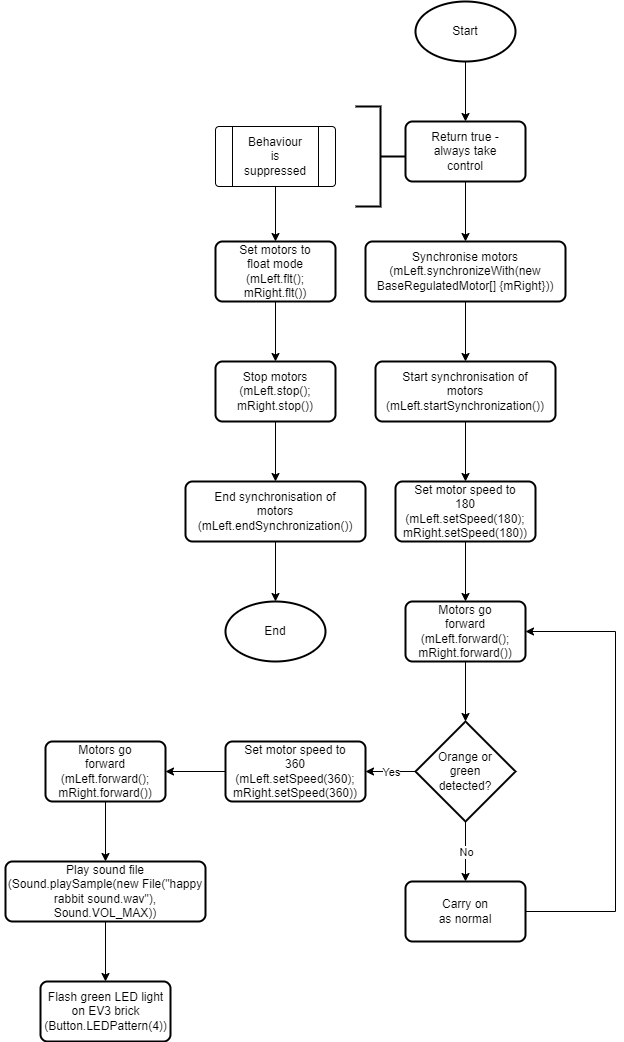 Start
Return true -
always take
control
Behaviour
is
suppressed
Set motors to
float mode
(mLeft.flt();
mRight.flt())
Synchronise motors
(mLeft.synchronizeWith(new
BaseRegulatedMotor[] {mRight}))
Stop motors
(mLeft.stop();
mRight.stop())
Start synchronisation of
motors
(mLeft.startSynchronization())
End synchronisation of
motors
(mLeft.endSynchronization())
Set motor speed to
180
(mLeft.setSpeed(180);
mRight.setSpeed(180))
End
Motors go
forward
(mLeft.forward();
mRight.forward())
Orange or
green
detected?
Yes
Set motor speed to
360
(mLeft.setSpeed(360);
mRight.setSpeed(360))
Motors go
forward
(mLeft.forward();
mRight.forward())
No
Carry on
as normal
Play sound file
(Sound.playSample(new File("happy
rabbit sound.wav"),
Sound.VOL_MAX))
Flash green LED light
on EV3 brick
(Button.LEDPattern(4))